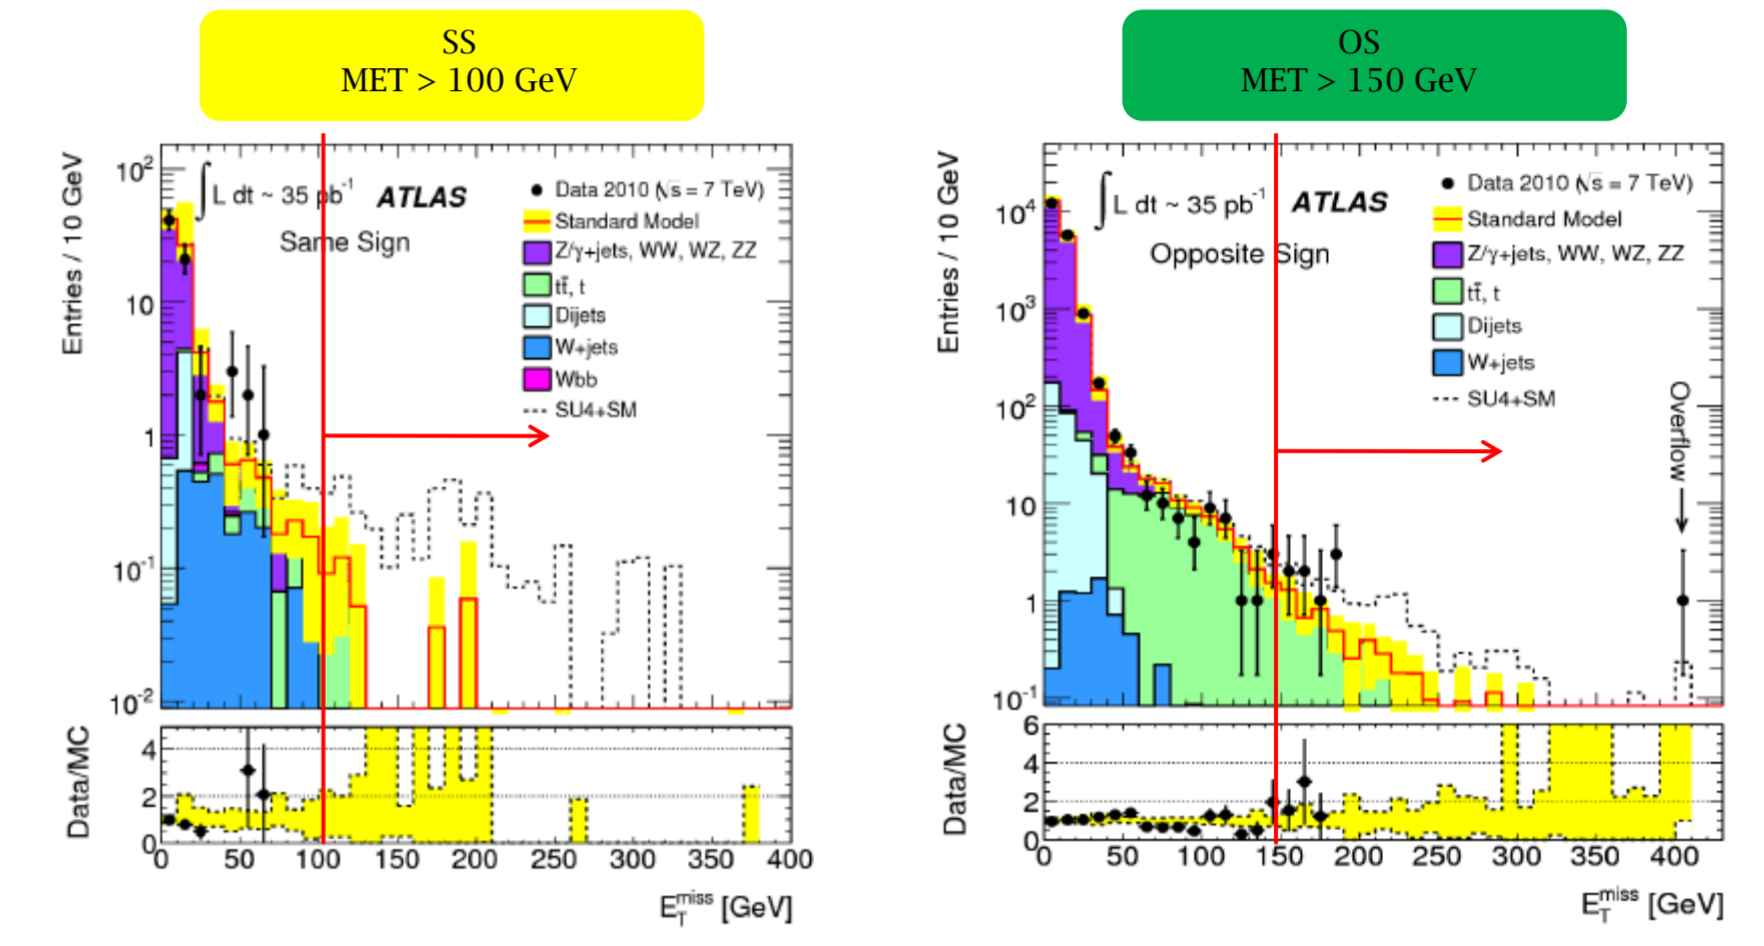 SS
MET > 100 GeV
OS
MET > 150 GeV
Entries / 10 GeV
10²
10
1
10⁻¹
10⁻²
∫L dt ~ 35 pb⁻¹
ATLAS
Same Sign
Data 2010 (√s = 7 TeV)
Standard Model
Z/γ+jets, WW, WZ, ZZ
tt̄, t
Dijets
W+jets
Wbb
SU4+SM
Data/MC
4
2
0
0 50 100 150 200 250 300 350 400
E_T^miss [GeV]
Entries / 10 GeV
10⁴
10³
10²
10
1
10⁻¹
∫L dt ~ 35 pb⁻¹
ATLAS
Opposite Sign
Data 2010 (√s = 7 TeV)
Standard Model
Z/γ+jets, WW, WZ, ZZ
tt̄, t
Dijets
W+jets
SU4+SM
Overflow
Data/MC
6
4
2
0
0 50 100 150 200 250 300 350 400
E_T^miss [GeV]